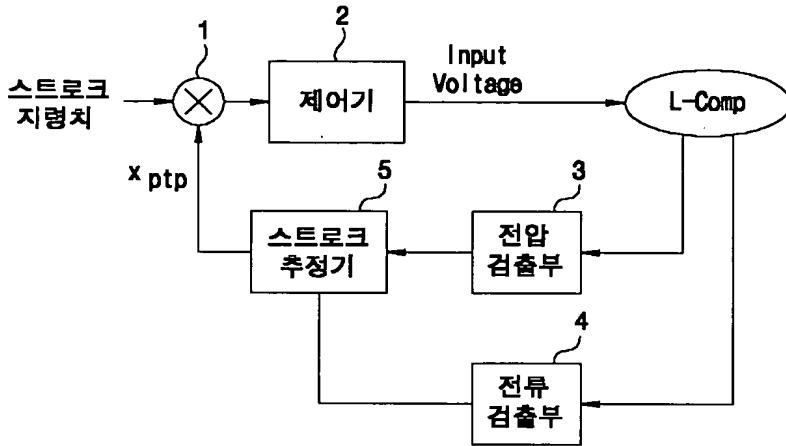 1
2
스트로크
지령치
제어기
Input
Voltage
L-Comp
x ptp
5
3
스트로크
추정기
전압
검출부
4
전류
검출부